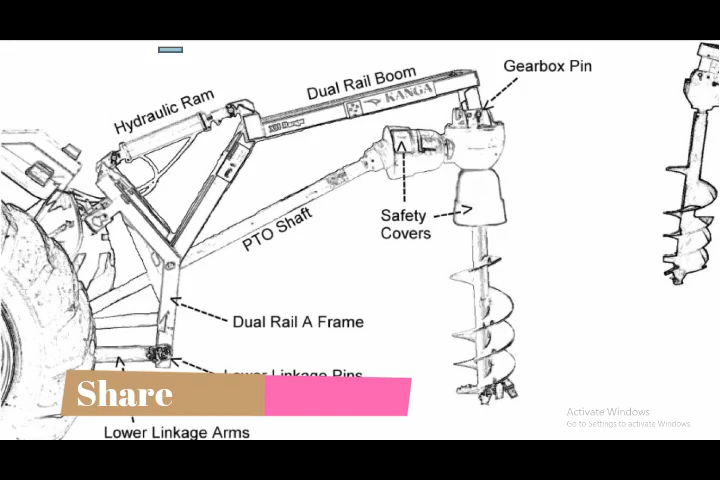 Gearbox Pin
Dual Rail Boom
KANGA
Hydraulic Ram
Safety
Covers
PTO Shaft
Dual Rail A Frame
Lower Linkage Pins
Share
Lower Linkage Arms
Activate Windows
Go to Settings to activate Windows.